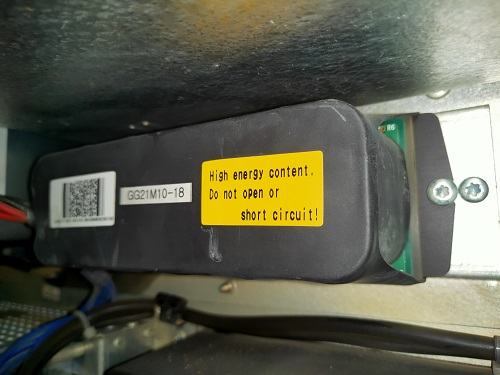 GG21M10-18
High energy content.
Do not open or
short circuit!